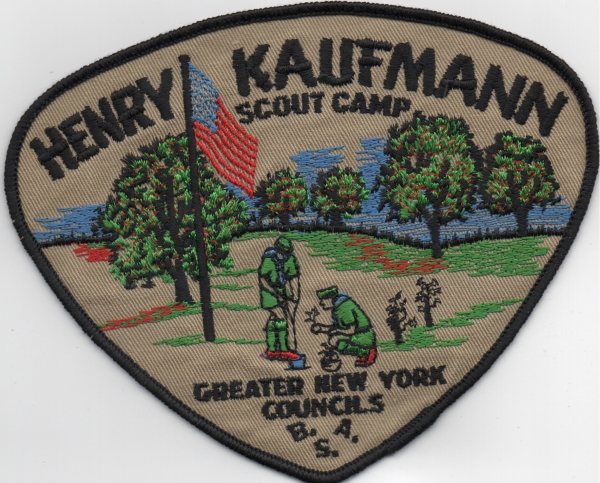 HENRY KAUFMANN
SCOUT CAMP
GREATER NEW YORK
COUNCILS
B. S. A.